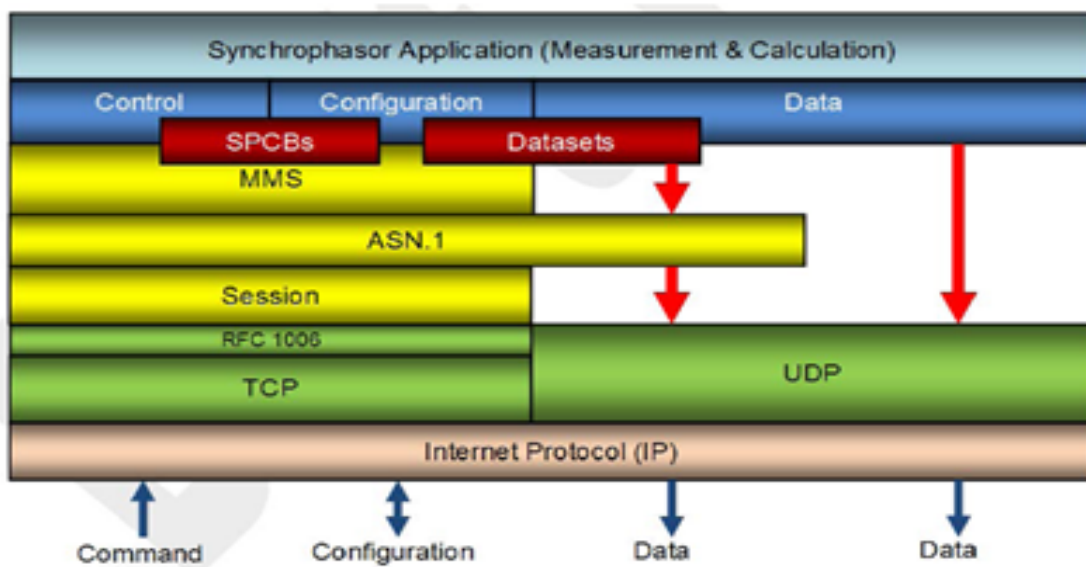 Synchrophasor Application (Measurement & Calculation)
Control
Configuration
Data
SPCBs
Datasets
MMS
ASN.1
Session
RFC 1006
TCP
UDP
Internet Protocol (IP)
Command
Configuration
Data
Data